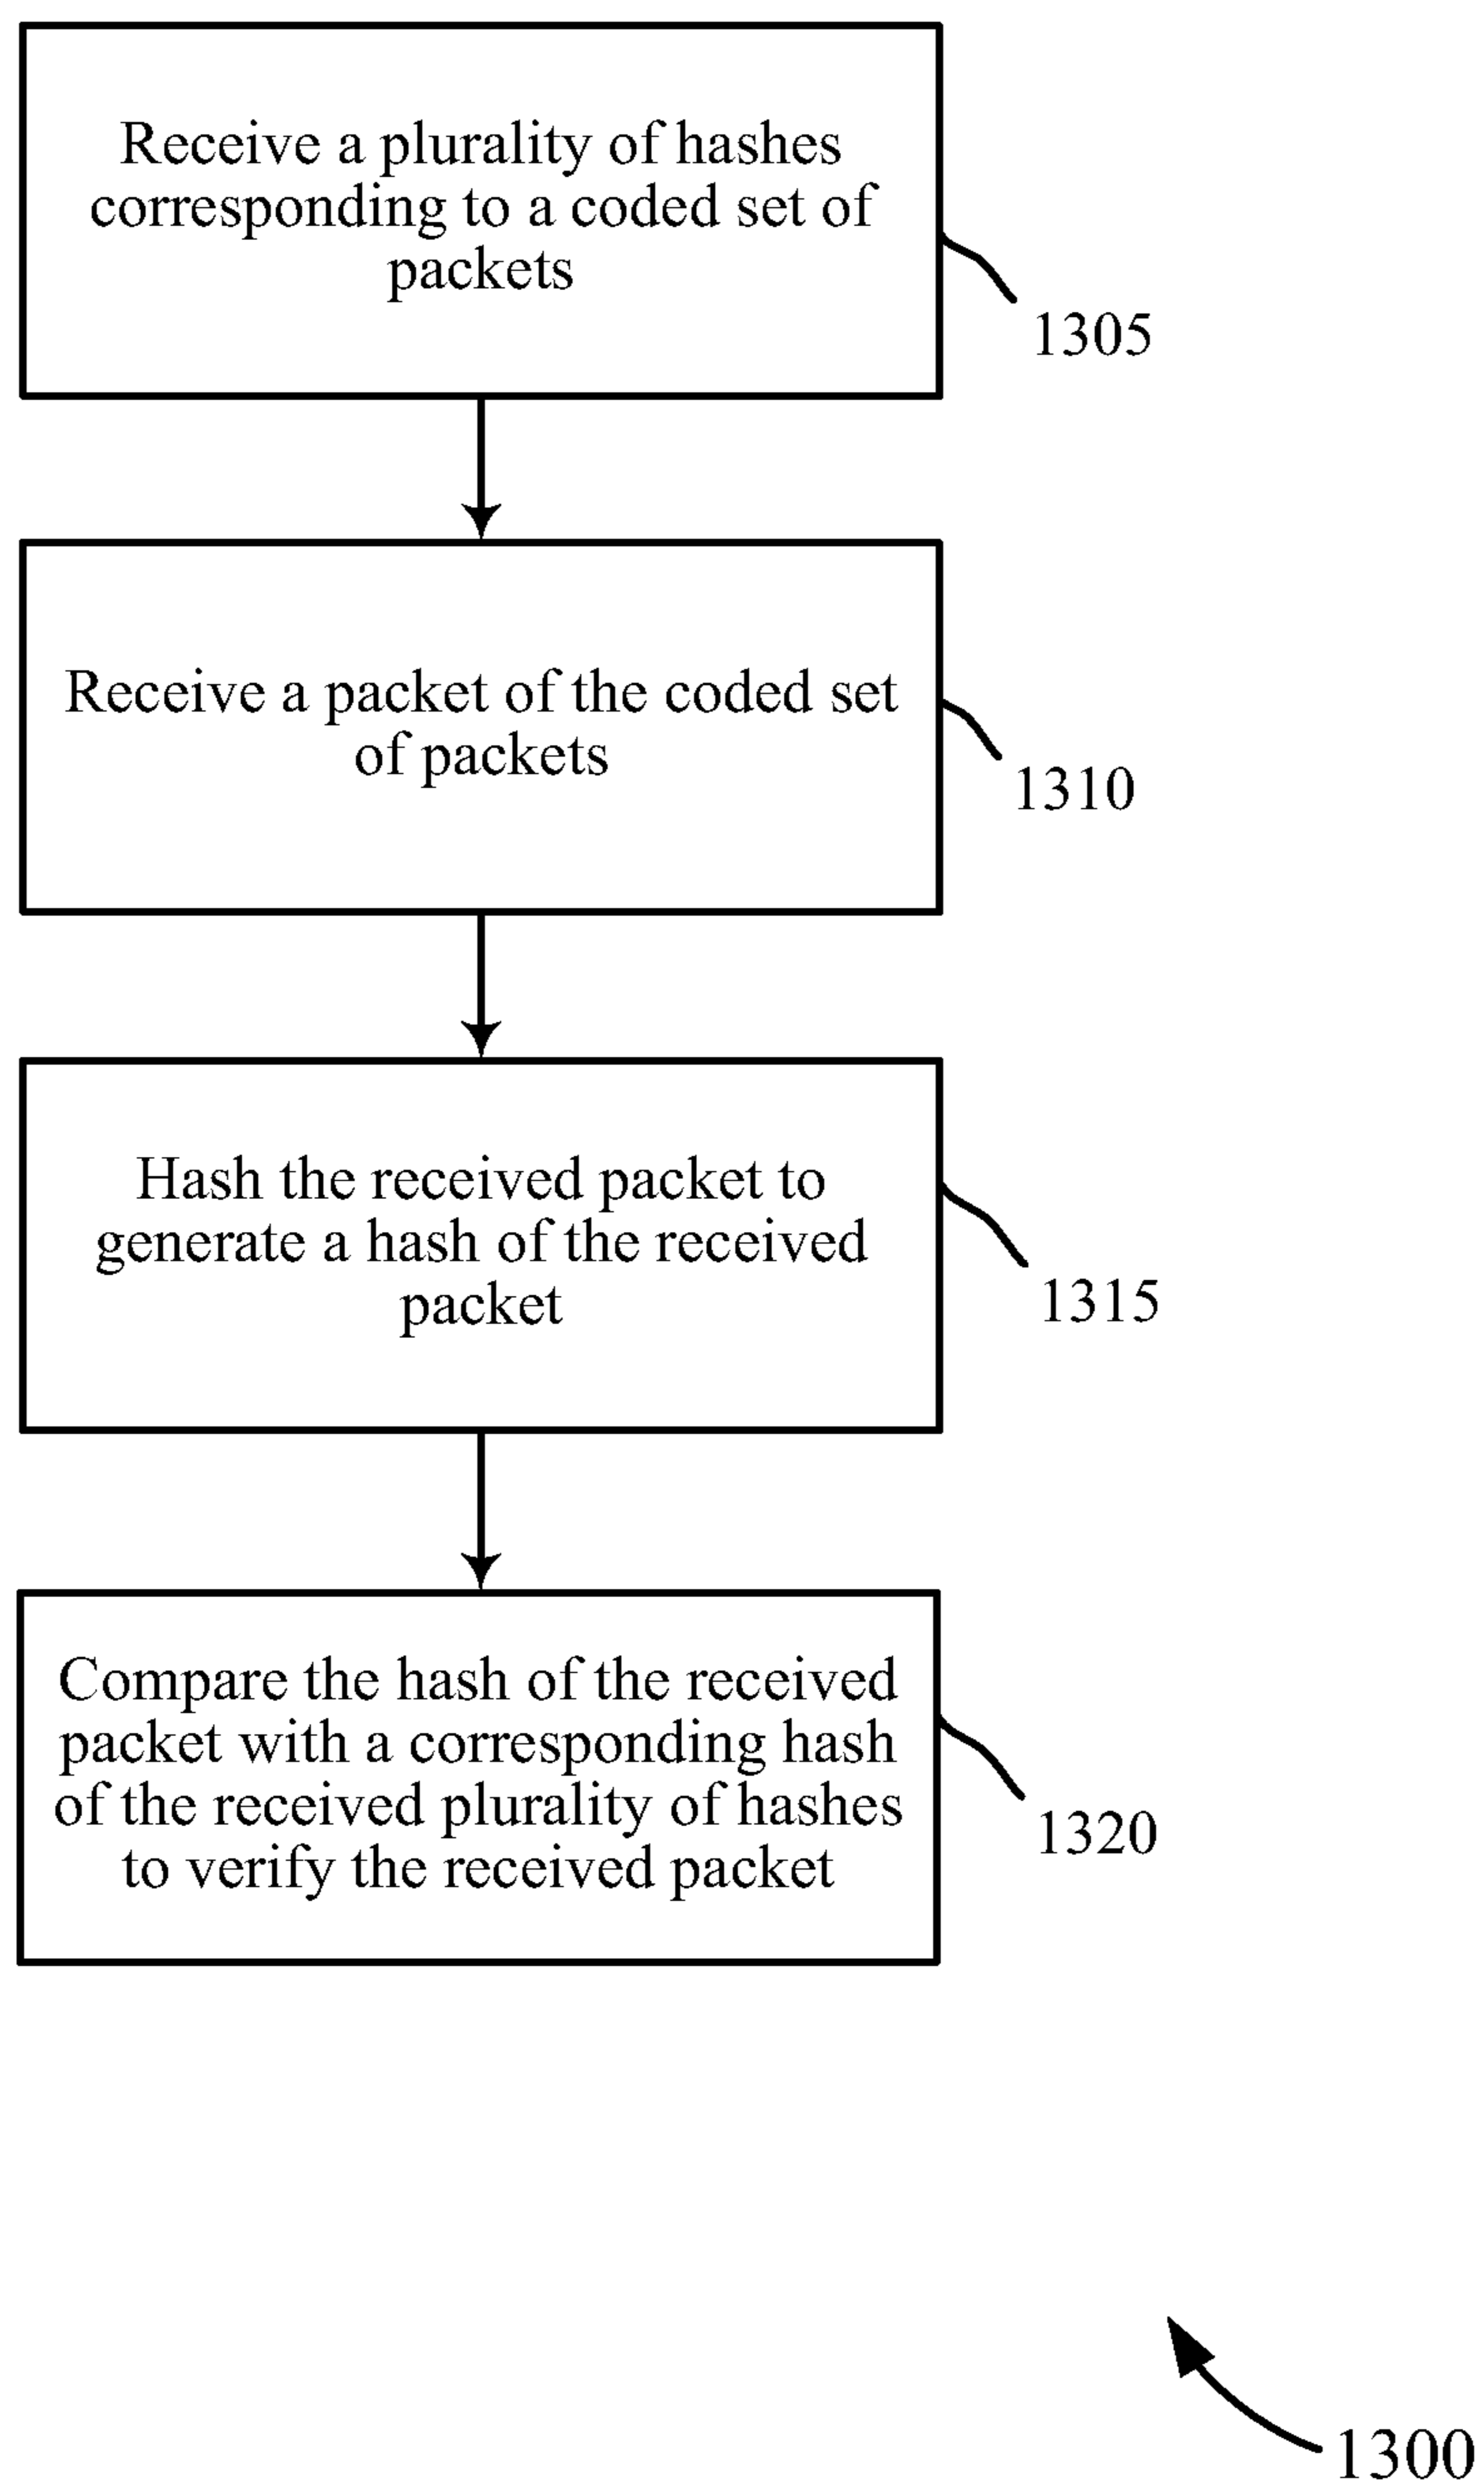 Receive a plurality of hashes
corresponding to a coded set of
packets
1305
Receive a packet of the coded set
of packets
1310
Hash the received packet to
generate a hash of the received
packet
1315
Compare the hash of the received
packet with a corresponding hash
of the received plurality of hashes
to verify the received packet
1320
1300